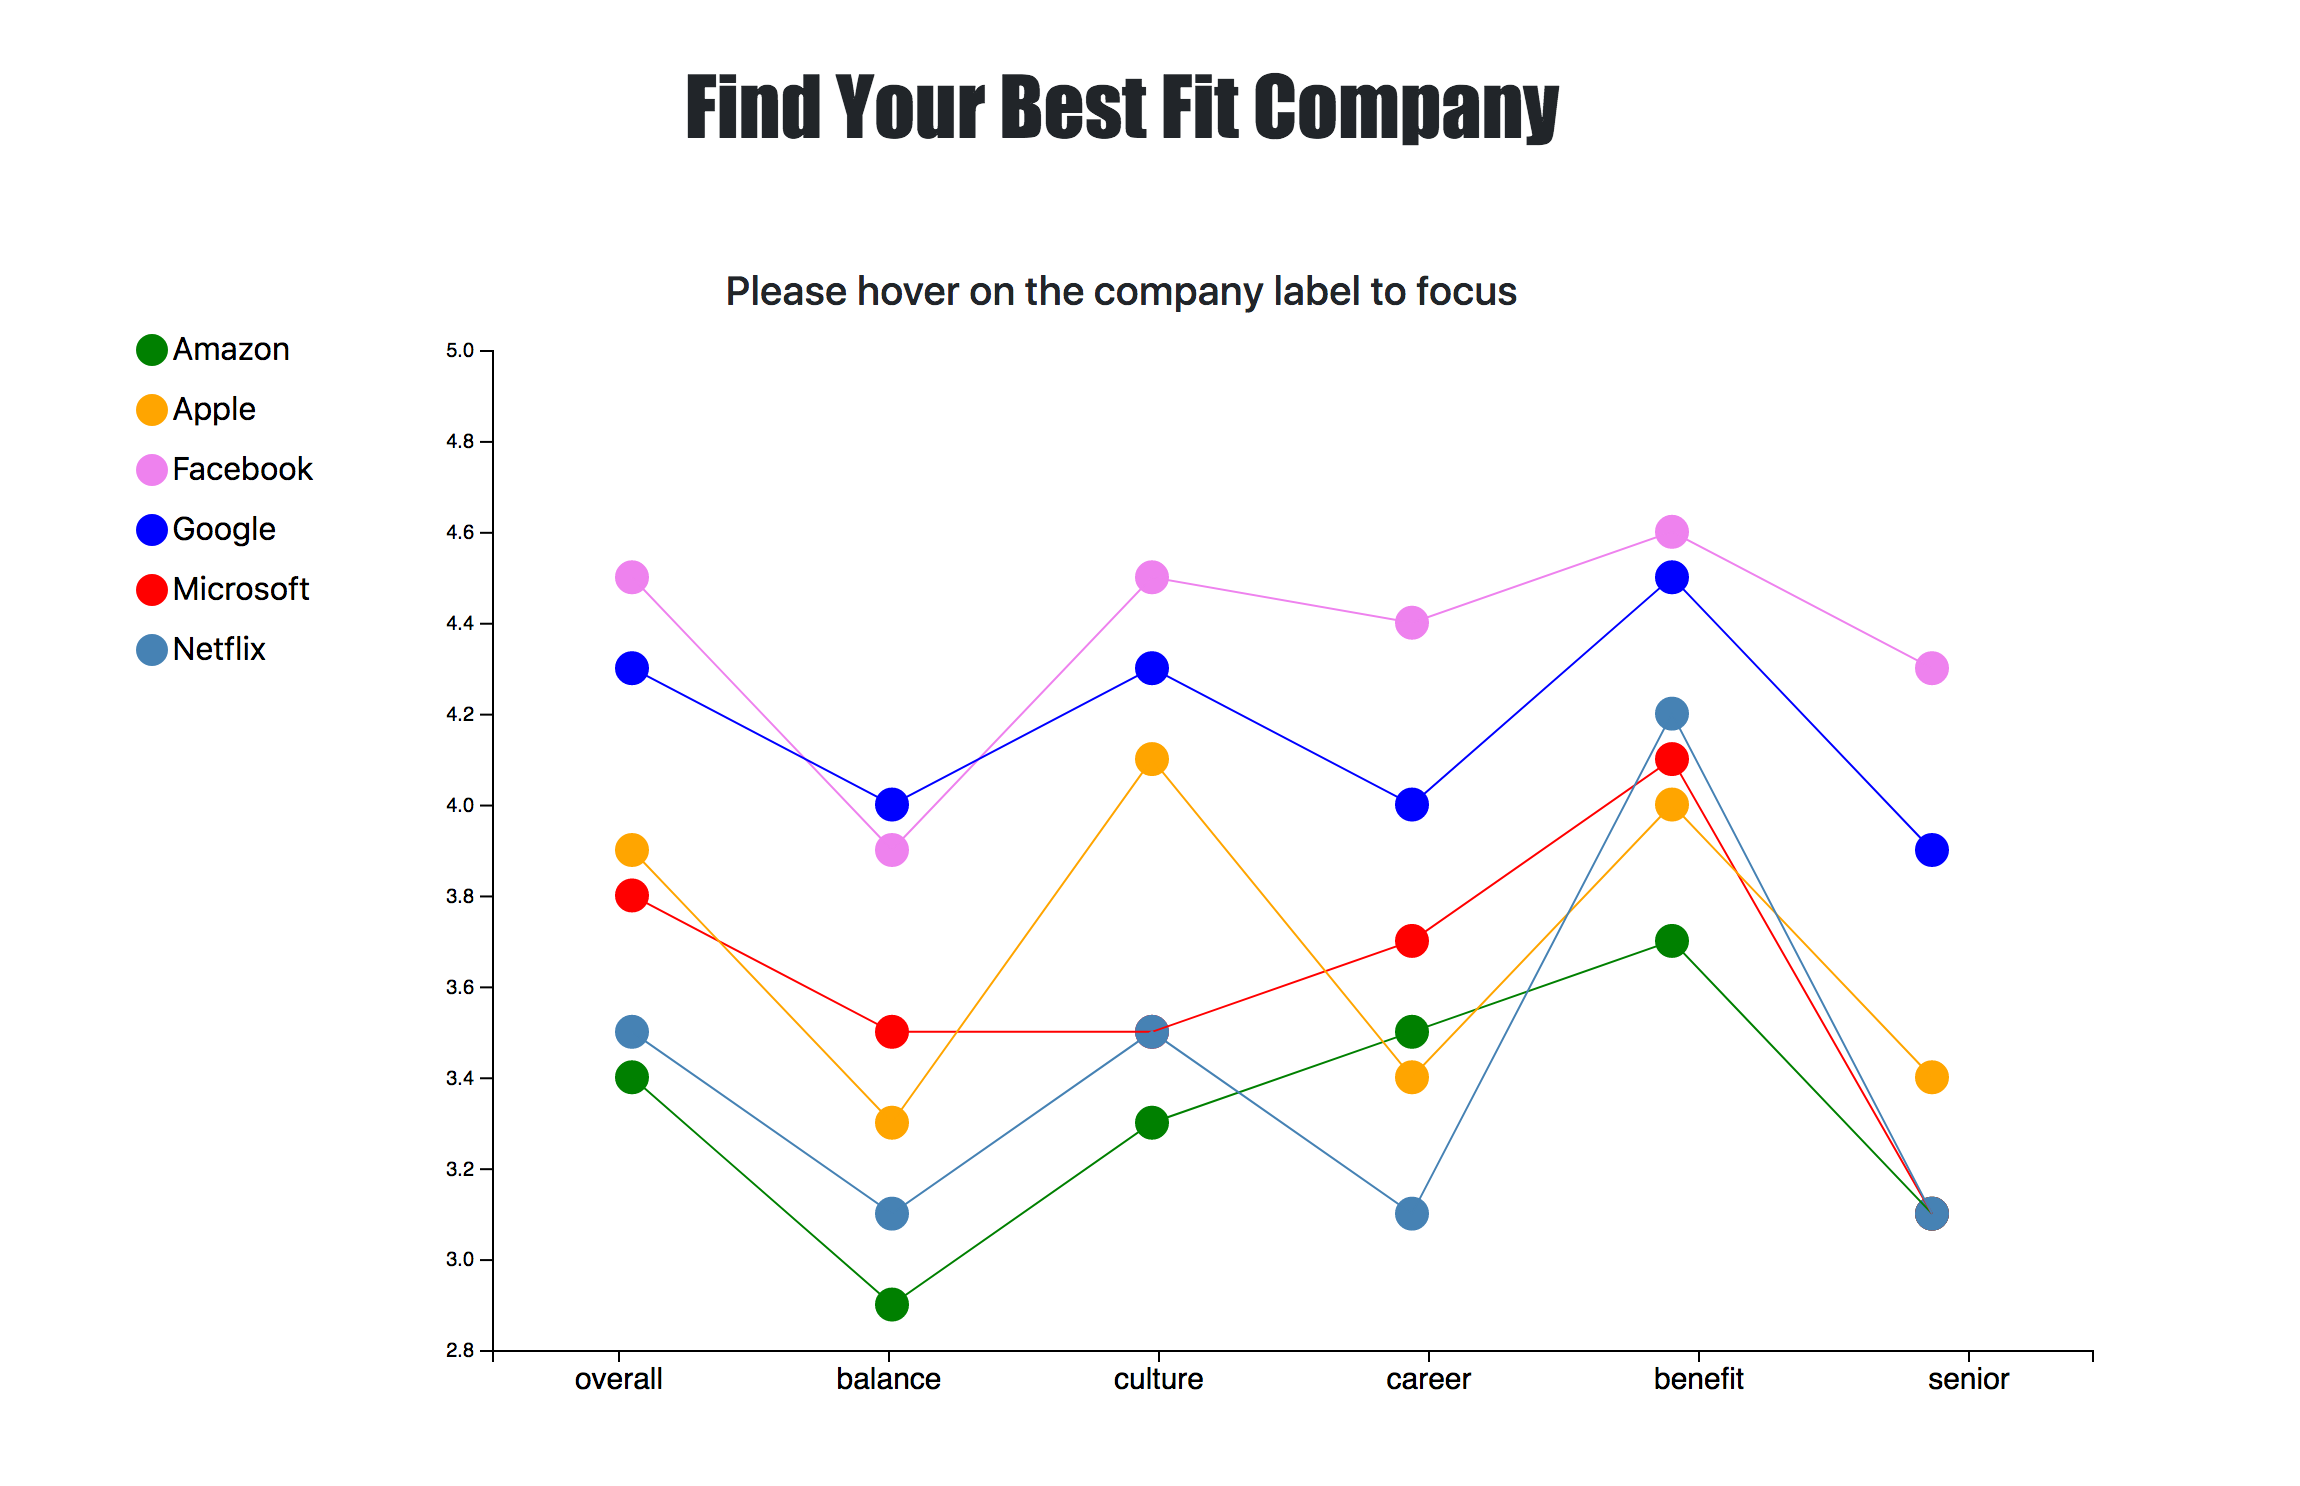 Find Your Best Fit Company
Please hover on the company label to focus
Amazon
Apple
Facebook
Google
Microsoft
Netflix
5.0
4.8
4.6
4.4
4.2
4.0
3.8
3.6
3.4
3.2
3.0
2.8
overall balance culture career benefit senior